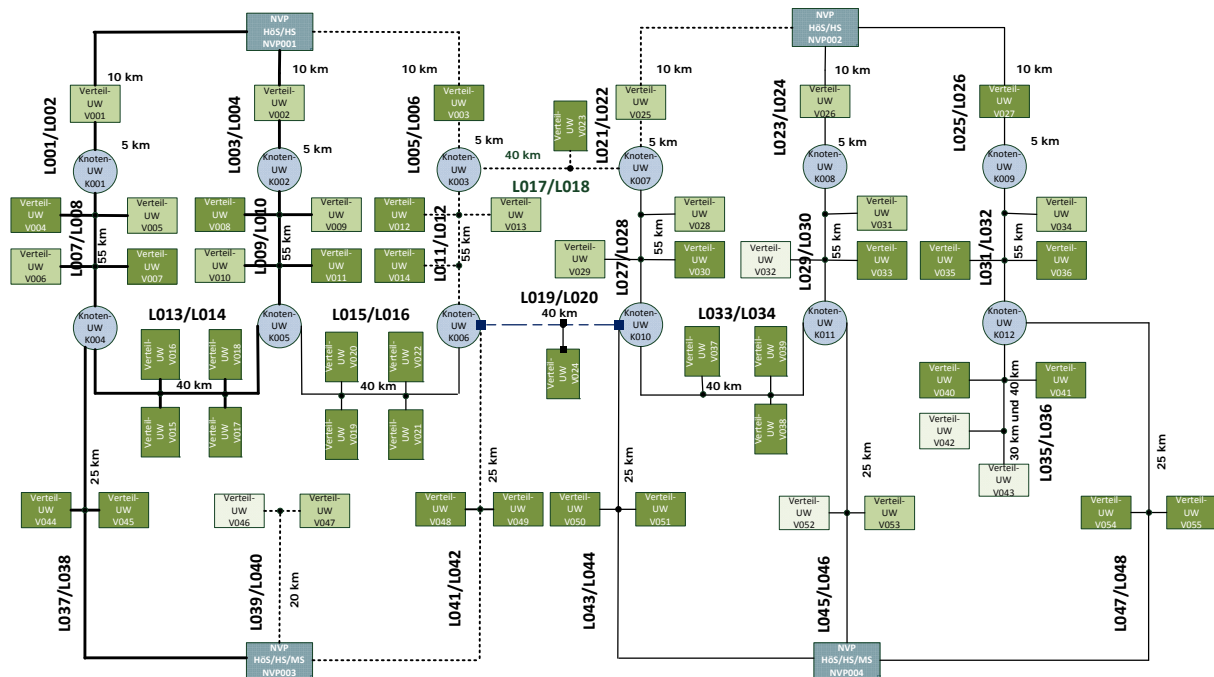 NVP
HöS/HS
NVP001
NVP
HöS/HS
NVP002
10 km
10 km
10 km
10 km
10 km
10 km
Verteil-
UW
V001
Verteil-
UW
V002
Verteil-
UW
V003
Verteil-
UW
V023
Verteil-
UW
V025
Verteil-
UW
V026
Verteil-
UW
V027
L001/L002
L003/L004
L005/L006
L021/L022
L023/L024
L025/L026
5 km
5 km
5 km
5 km
5 km
5 km
40 km
L017/L018
Knoten-
UW
K001
Knoten-
UW
K002
Knoten-
UW
K003
Knoten-
UW
K007
Knoten-
UW
K008
Knoten-
UW
K009
Verteil-
UW
V004
Verteil-
UW
V005
Verteil-
UW
V008
Verteil-
UW
V009
Verteil-
UW
V012
Verteil-
UW
V013
Verteil-
UW
V028
Verteil-
UW
V031
Verteil-
UW
V034
L007/L008
55 km
L009/L010
55 km
L011/L012
55 km
L027/L028
55 km
L029/L030
55 km
L031/L032
55 km
Verteil-
UW
V006
Verteil-
UW
V007
Verteil-
UW
V010
Verteil-
UW
V011
Verteil-
UW
V014
Verteil-
UW
V029
Verteil-
UW
V030
Verteil-
UW
V032
Verteil-
UW
V033
Verteil-
UW
V035
Verteil-
UW
V036
Knoten-
UW
K004
Knoten-
UW
K005
Knoten-
UW
K006
Knoten-
UW
K010
Knoten-
UW
K011
Knoten-
UW
K012
L013/L014
L015/L016
L019/L020
40 km
L033/L034
Verteil-
UW
V016
Verteil-
UW
V018
Verteil-
UW
V020
Verteil-
UW
V022
Verteil-
UW
V024
Verteil-
UW
V037
Verteil-
UW
V039
40 km
40 km
40 km
Verteil-
UW
V015
Verteil-
UW
V017
Verteil-
UW
V019
Verteil-
UW
V021
Verteil-
UW
V038
Verteil-
UW
V040
Verteil-
UW
V041
Verteil-
UW
V042
Verteil-
UW
V043
30 km und 40 km
L035/L036
25 km
25 km
25 km
25 km
25 km
Verteil-
UW
V044
Verteil-
UW
V045
Verteil-
UW
V046
Verteil-
UW
V047
Verteil-
UW
V048
Verteil-
UW
V049
Verteil-
UW
V050
Verteil-
UW
V051
Verteil-
UW
V052
Verteil-
UW
V053
Verteil-
UW
V054
Verteil-
UW
V055
L037/L038
L039/L040
20 km
L041/L042
L043/L044
L045/L046
L047/L048
NVP
HöS/HS/MS
NVP003
NVP
HöS/HS/MS
NVP004